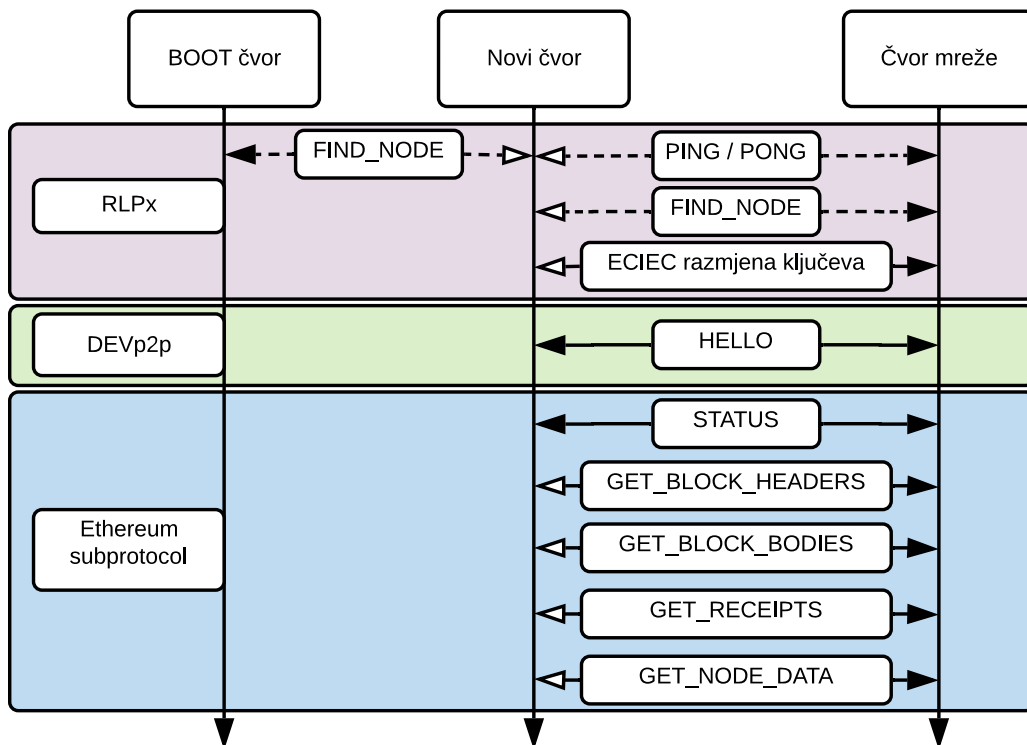 BOOT čvor
Novi čvor
Čvor mreže
FIND_NODE
PING / PONG
RLPx
FIND_NODE
ECIEC razmjena ključeva
DEVp2p
HELLO
STATUS
GET_BLOCK_HEADERS
Ethereum
subprotocol
GET_BLOCK_BODIES
GET_RECEIPTS
GET_NODE_DATA